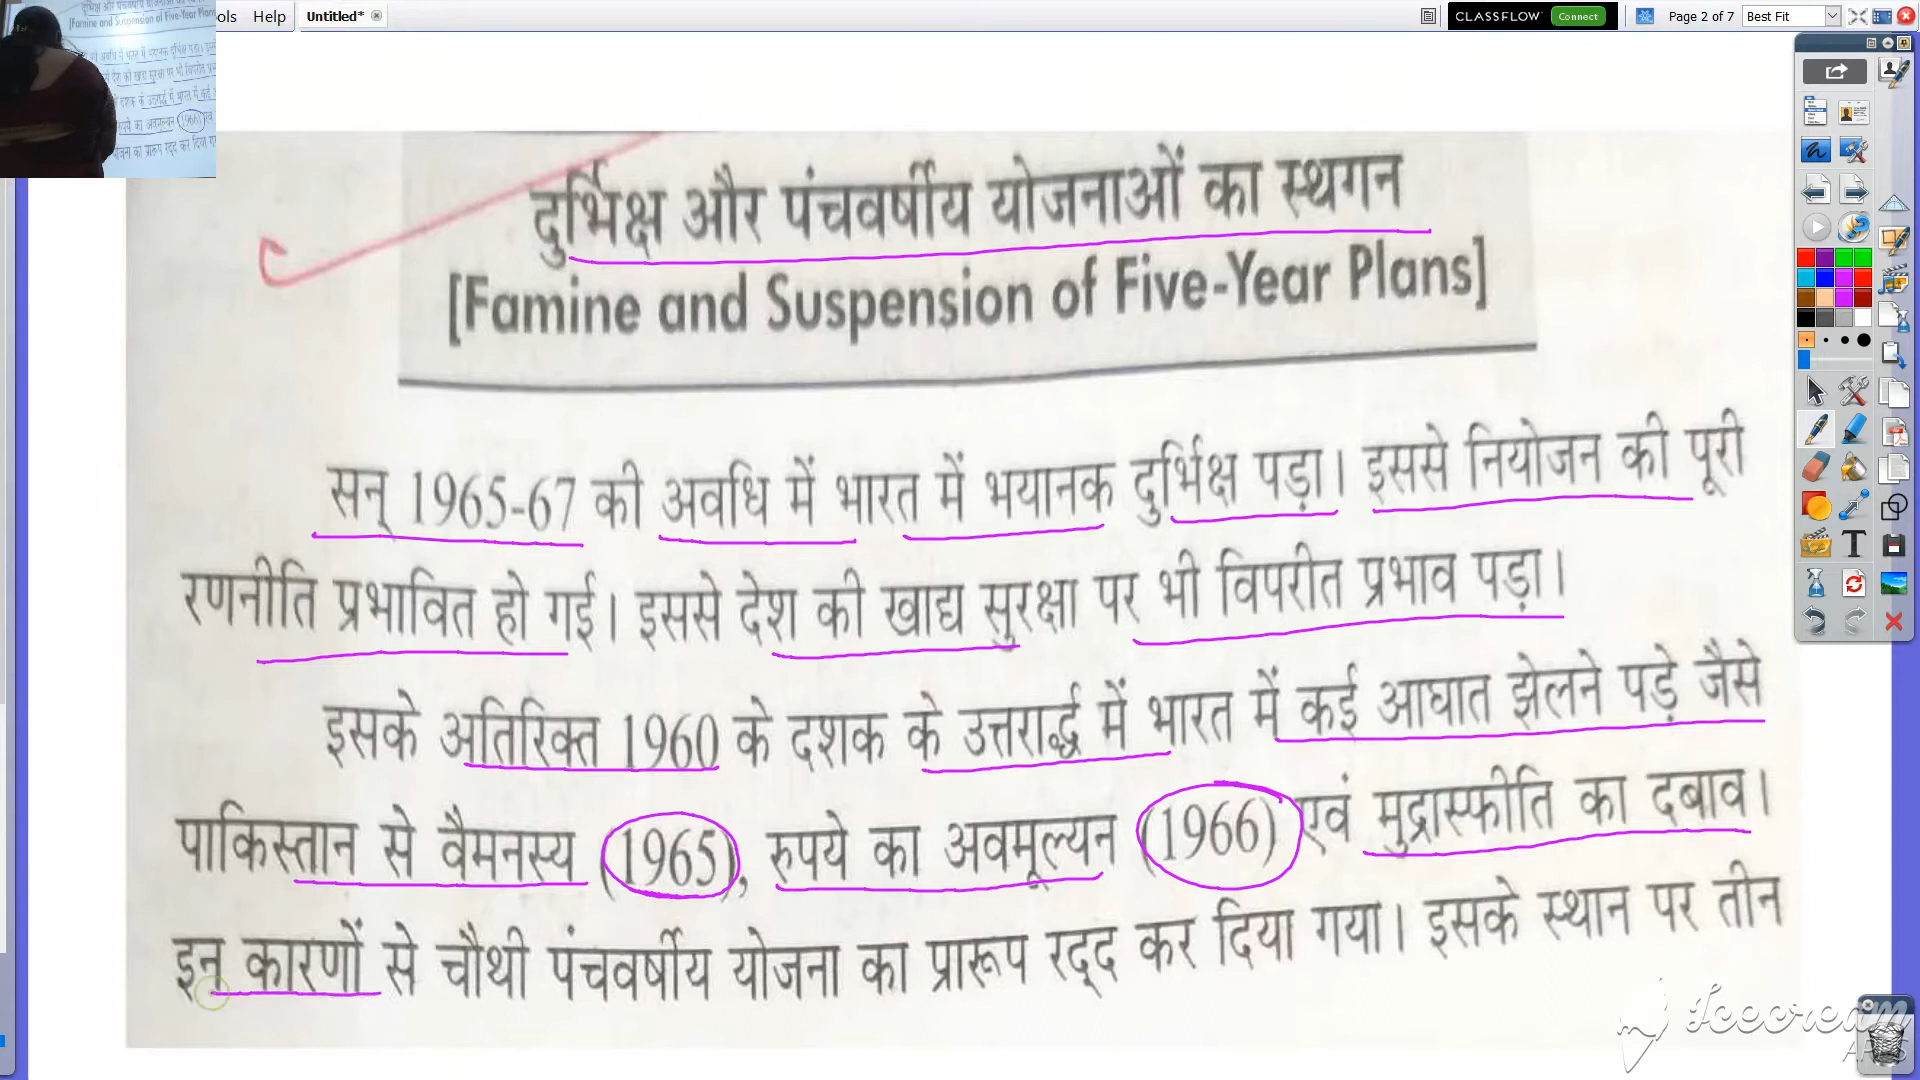 ols Help Untitled* CLASSFLOW Connect Page 2 of 7 Best Fit
दुर्भिक्ष और पंचवर्षीय योजनाओं का स्थगन
[Famine and Suspension of Five-Year Plans]
सन् 1965-67 की अवधि में भारत में भयानक दुर्भिक्ष पड़ा। इससे नियोजन की पूरी
रणनीति प्रभावित हो गई। इससे देश की खाद्य सुरक्षा पर भी विपरीत प्रभाव पड़ा।
इसके अतिरिक्त 1960 के दशक के उत्तरार्द्ध में भारत में कई आघात झेलने पड़े जैसे
पाकिस्तान से वैमनस्य (1965), रुपये का अवमूल्यन (1966) एवं मुद्रास्फीति का दबाव।
इन कारणों से चौथी पंचवर्षीय योजना का प्रारूप रद्द कर दिया गया। इसके स्थान पर तीन
Icecream
APPS